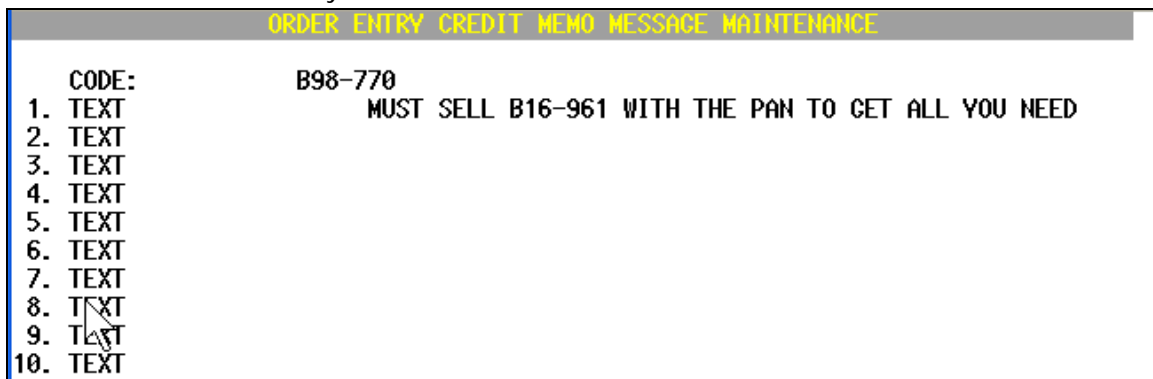 ORDER ENTRY CREDIT MEMO MESSAGE MAINTENANCE
CODE: B98-770
1. TEXT MUST SELL B16-961 WITH THE PAN TO GET ALL YOU NEED
2. TEXT
3. TEXT
4. TEXT
5. TEXT
6. TEXT
7. TEXT
8. TEXT
9. TEXT
10. TEXT